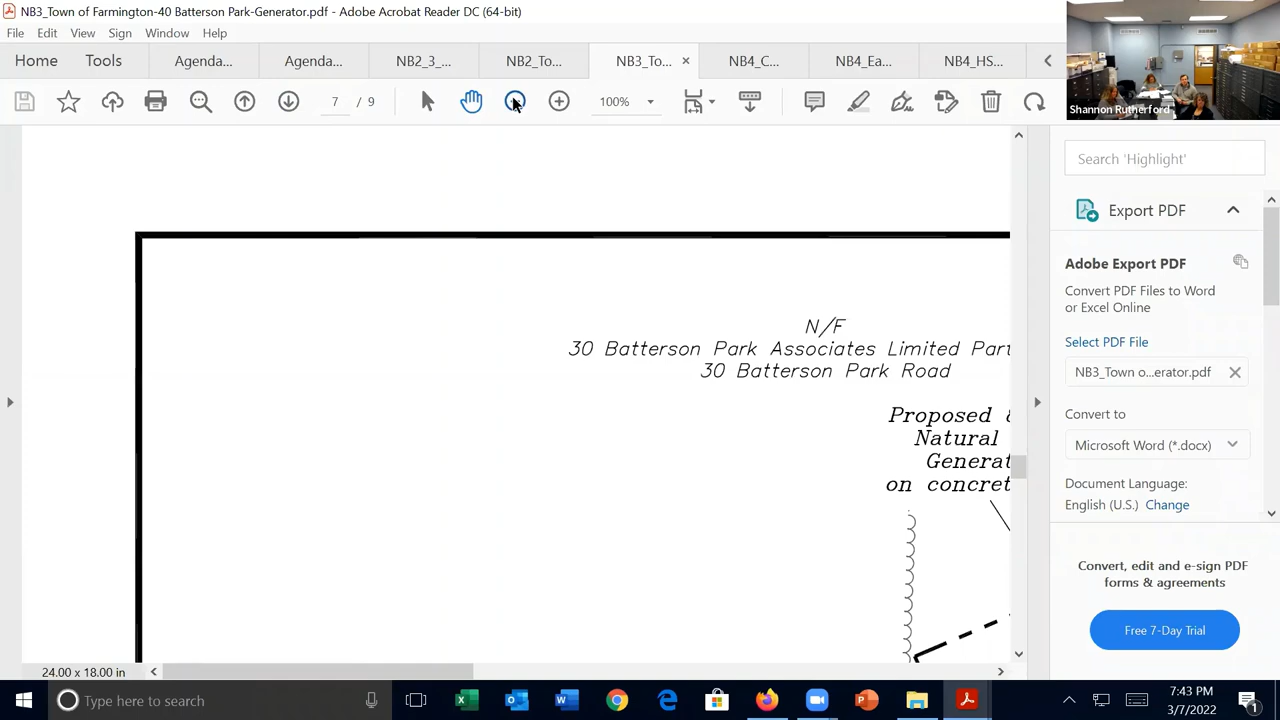 NB3_Town of Farmington-40 Batterson Park-Generator.pdf - Adobe Acrobat Reader DC (64-bit)
File Edit View Sign Window Help
Home Tools Agenda... Agenda... NB2_3_... NB2_To... NB3_To... NB4_C... NB4_Ea... NB4_HS...
7 / 9 100%
Shannon Rutherford
Search 'Highlight'
Export PDF
Adobe Export PDF
Convert PDF Files to Word
or Excel Online
Select PDF File
NB3_Town o...erator.pdf
Convert to
Microsoft Word (*.docx)
Document Language:
English (U.S.) Change
Convert, edit and e-sign PDF
forms & agreements
Free 7-Day Trial
N/F
30 Batterson Park Associates Limited Part
30 Batterson Park Road
Proposed
Natural
Generat
on concret
24.00 x 18.00 in
Type here to search
7:43 PM
3/7/2022
1